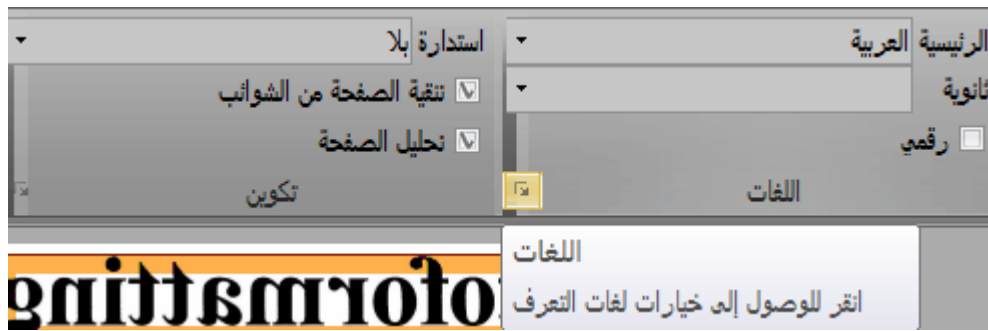 الرئيسية العربية
ثانوية
رقمي
اللغات
استدارة بلا
تنقية الصفحة من الشوائب
تحليل الصفحة
تكوين
اللغات
انقر للوصول إلى خيارات لغات التعرف